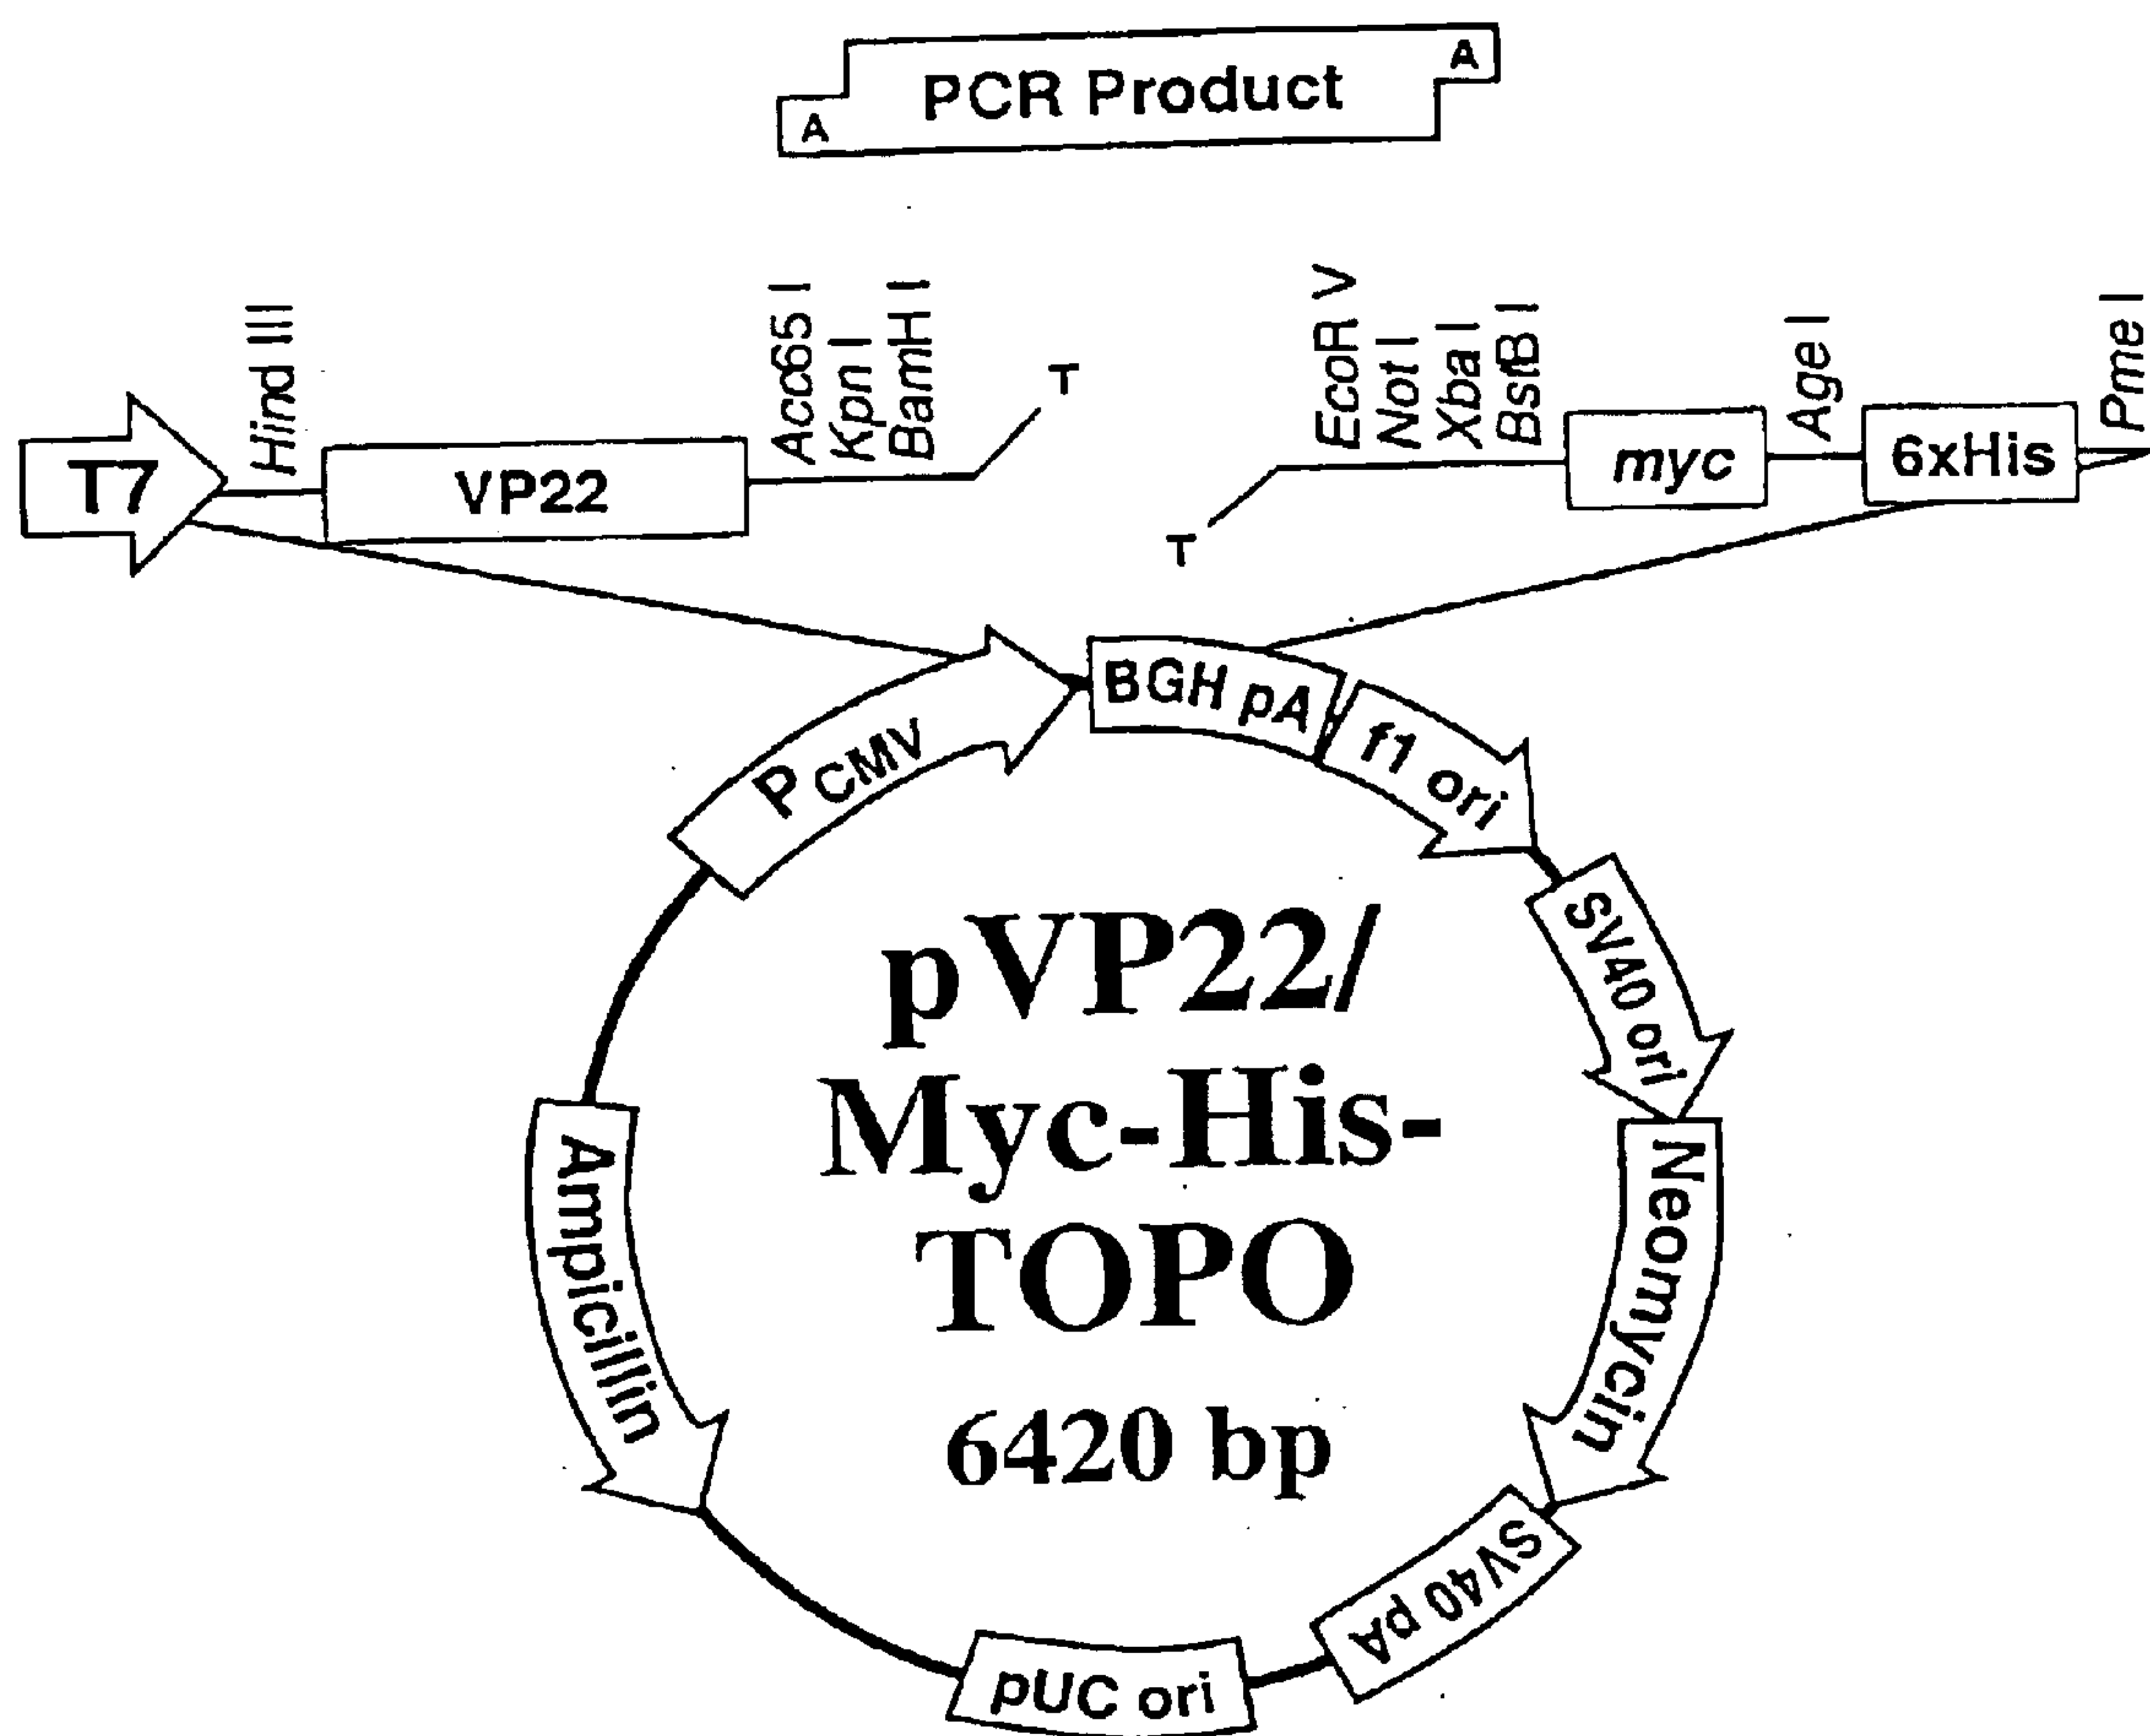 A
PCR Product
A
T7
Hind III
VP22
Acc65 I
Kpn I
BamH I
T
T
EcoR V
Not I
Xba I
BstB I
myc
Age I
6xHis
Pme I
P CMV
BGH pA
f1 ori
SV40 ori
Neomycin
SV40 pA
pUC ori
Ampicillin
pVP22/
Myc-His-
TOPO
6420 bp